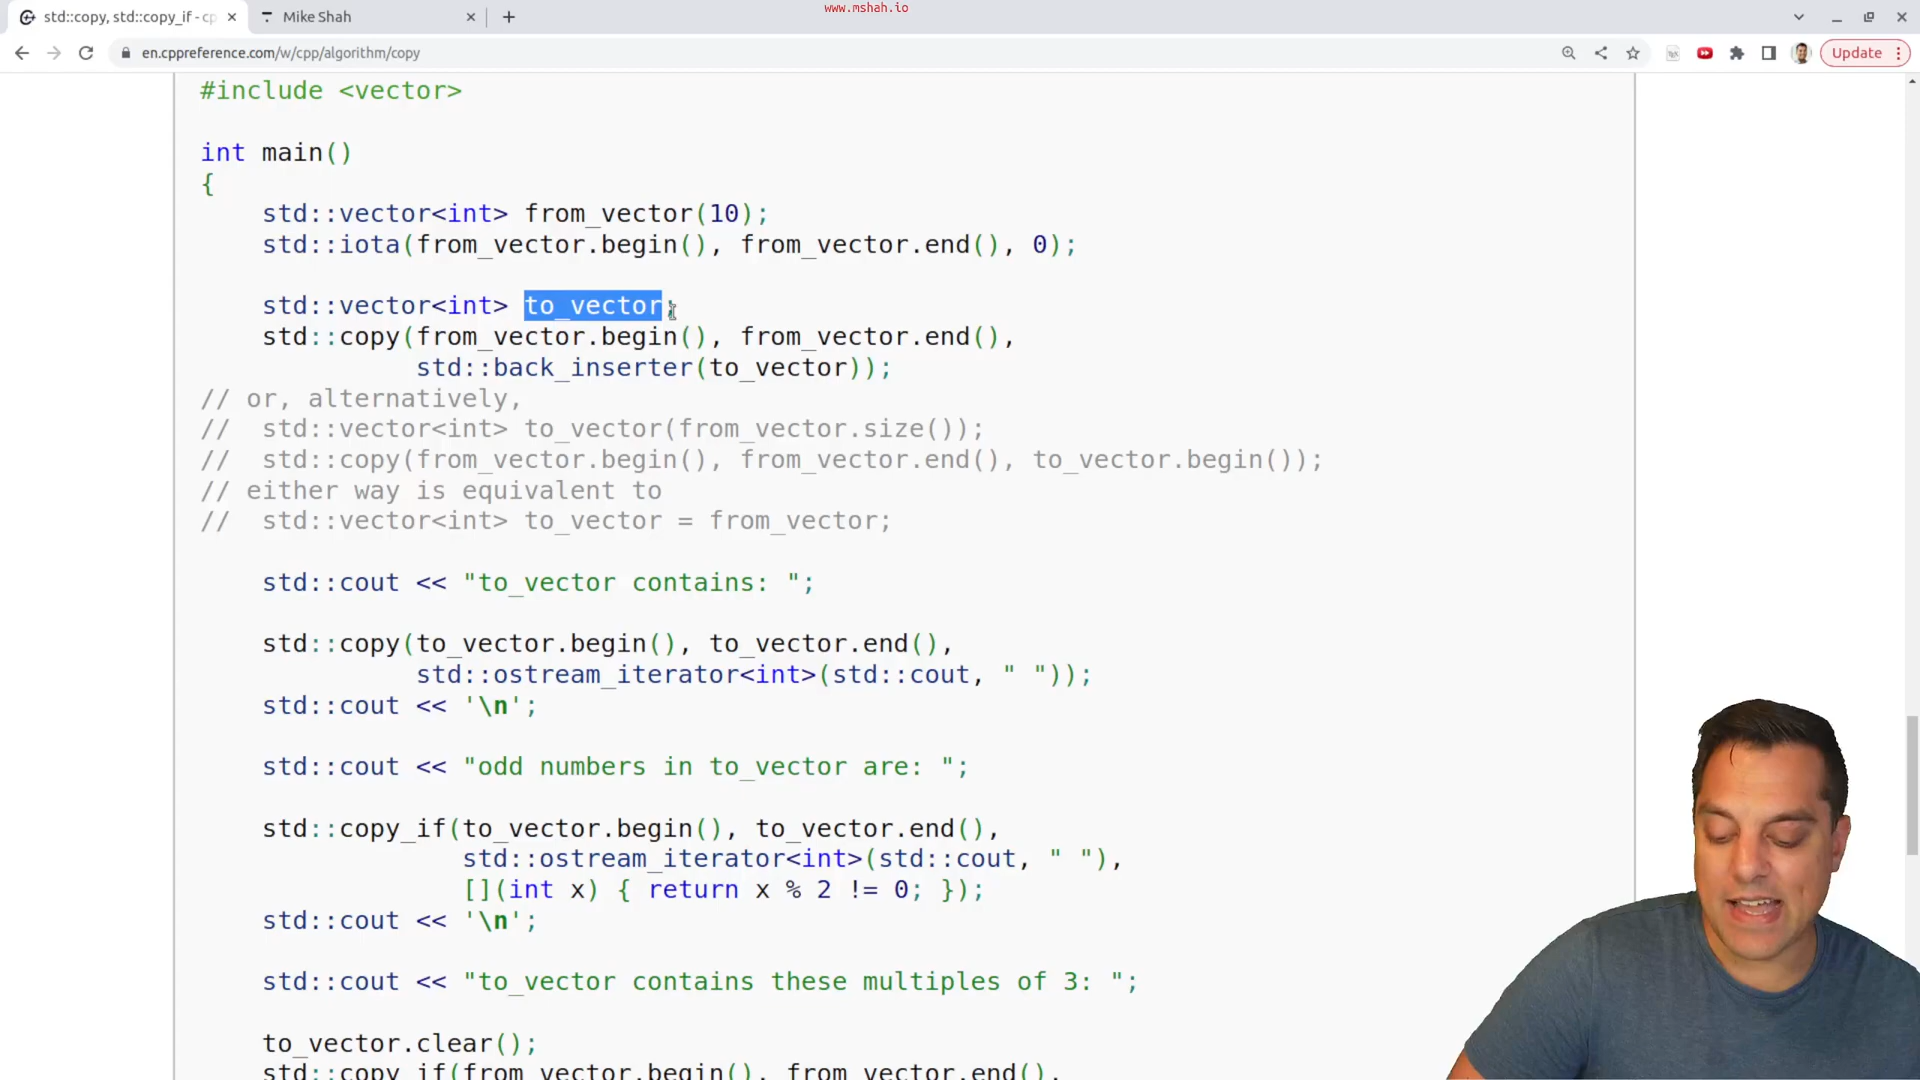 www.mshah.io
std::copy, std::copy_if - cp
Mike Shah
en.cppreference.com/w/cpp/algorithm/copy
Update
#include <vector>
int main()
{
    std::vector<int> from_vector(10);
    std::iota(from_vector.begin(), from_vector.end(), 0);
    std::vector<int> to_vector;
    std::copy(from_vector.begin(), from_vector.end(),
              std::back_inserter(to_vector));
// or, alternatively,
//  std::vector<int> to_vector(from_vector.size());
//  std::copy(from_vector.begin(), from_vector.end(), to_vector.begin());
// either way is equivalent to
//  std::vector<int> to_vector = from_vector;
    std::cout << "to_vector contains: ";
    std::copy(to_vector.begin(), to_vector.end(),
              std::ostream_iterator<int>(std::cout, " "));
    std::cout << '\n';
    std::cout << "odd numbers in to_vector are: ";
    std::copy_if(to_vector.begin(), to_vector.end(),
                 std::ostream_iterator<int>(std::cout, " "),
                 [](int x) { return x % 2 != 0; });
    std::cout << '\n';
    std::cout << "to_vector contains these multiples of 3: ";
    to_vector.clear();
    std::copy_if(from_vector.begin(), from_vector.end(),